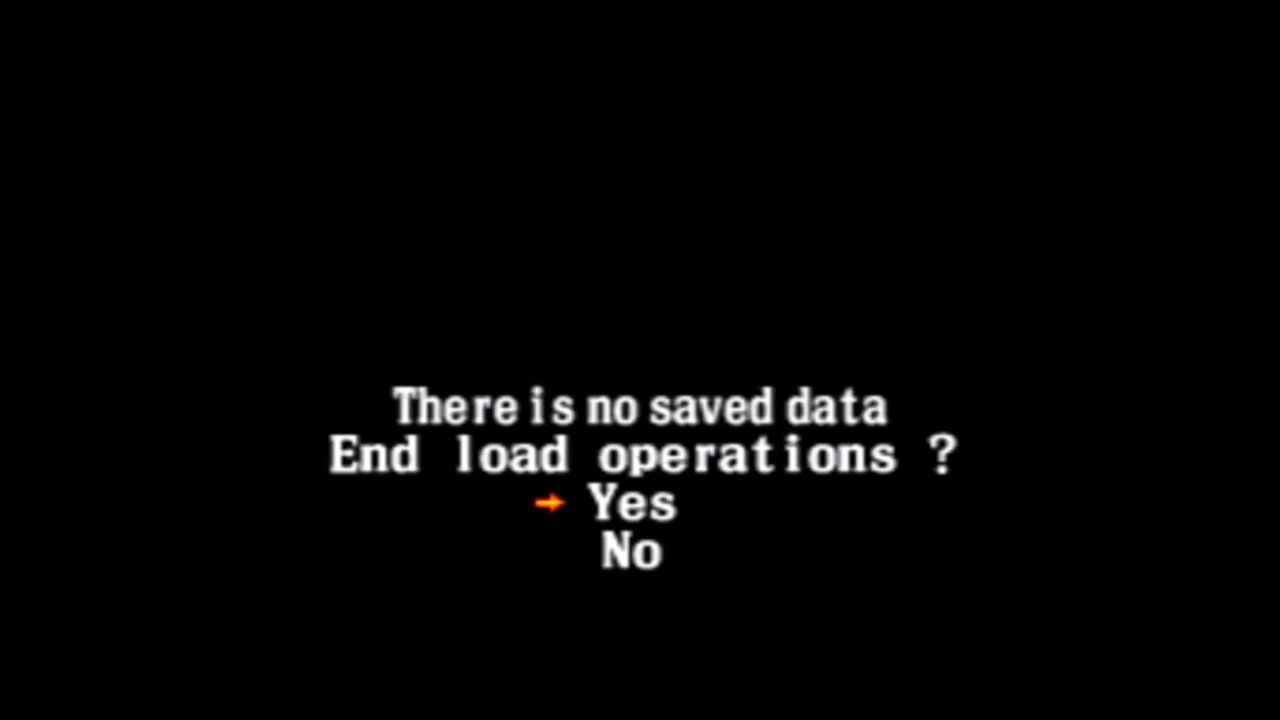 There is no saved data
End load operations ?
Yes
No